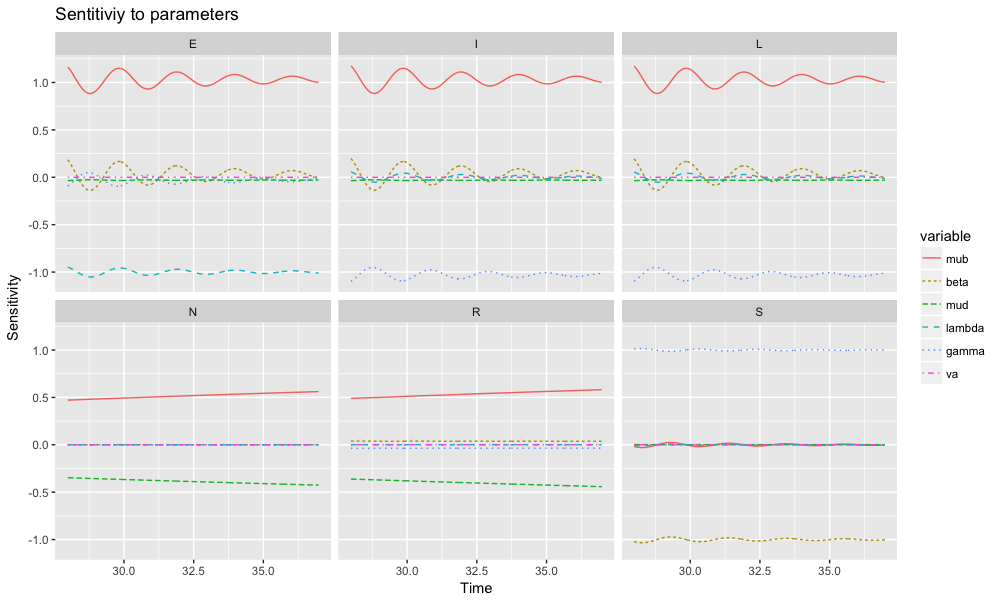 Sentitiviy to parameters
E I L
1.0
0.5
0.0
-0.5
-1.0
N R S
1.0
0.5
0.0
-0.5
-1.0
30.0 32.5 35.0 30.0 32.5 35.0 30.0 32.5 35.0
Time
Sensitivity
variable
mub
beta
mud
lambda
gamma
va